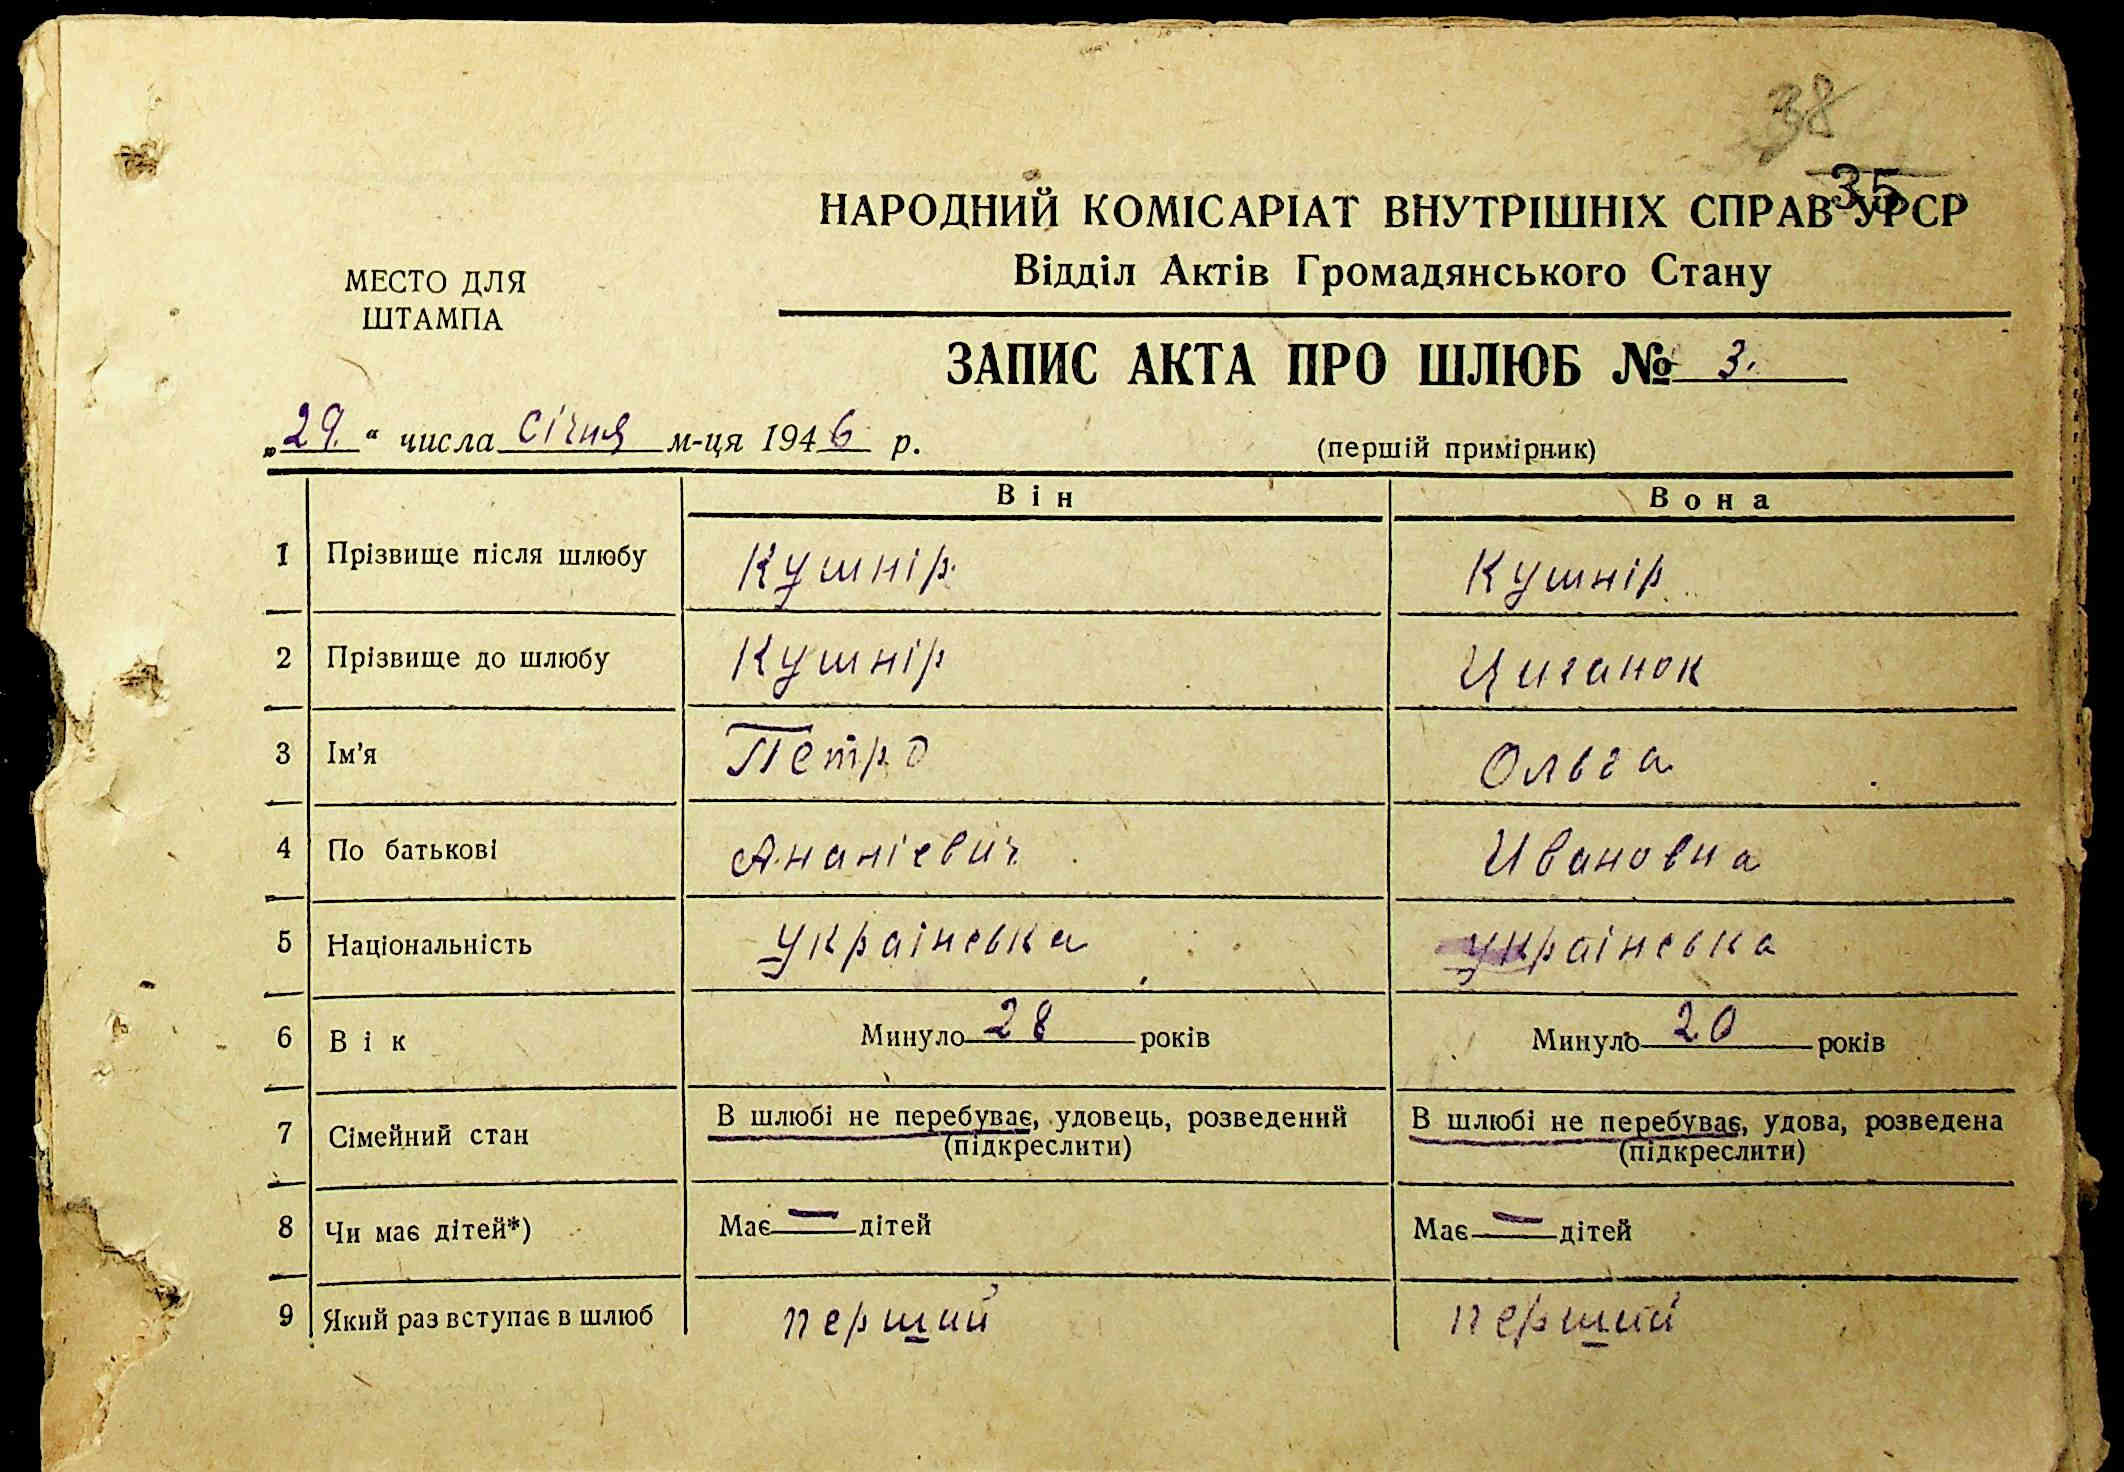 38
35
НАРОДНИЙ КОМІСАРІАТ ВНУТРІШНІХ СПРАВ УРСР
Відділ Актів Громадянського Стану
МЕСТО ДЛЯ
ШТАМПА
ЗАПИС АКТА ПРО ШЛЮБ № 3.
„29.“ числа січня м-ця 1946 р.
(першій примірник)
Він Вона
1 Прізвище після шлюбу Кушнір Кушнір
2 Прізвище до шлюбу Кушнір Циганок
3 Ім'я Петро Ольга
4 По батькові Ананієвич Ивановна
5 Національність українська українська
6 Вік Минуло 28 років Минуло 20 років
7 Сімейний стан В шлюбі не перебуває, удовець, розведений В шлюбі не перебуває, удова, розведена
(підкреслити) (підкреслити)
8 Чи має дітей*) Має — дітей Має — дітей
9 Який раз вступає в шлюб перший перший